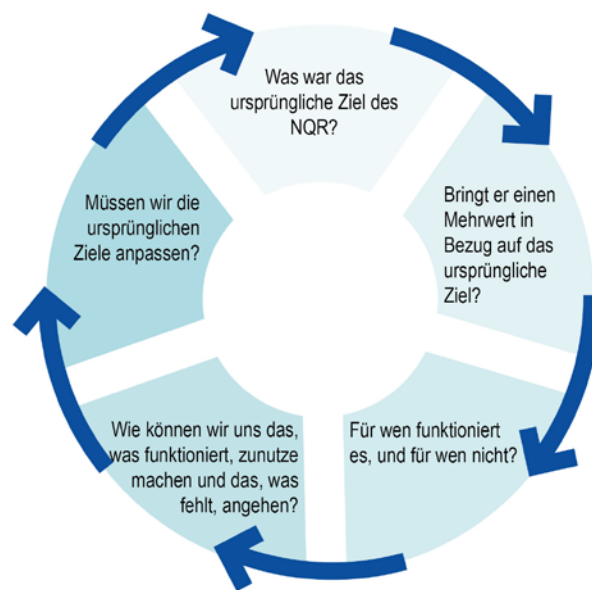 Was war das
ursprüngliche Ziel des
NQR?
Bringt er einen
Mehrwert in
Bezug auf das
ursprüngliche
Ziel?
Für wen funktioniert
es, und für wen nicht?
Wie können wir uns das,
was funktioniert, zunutze
machen und das, was
fehlt, angehen?
Müssen wir die
ursprünglichen
Ziele anpassen?